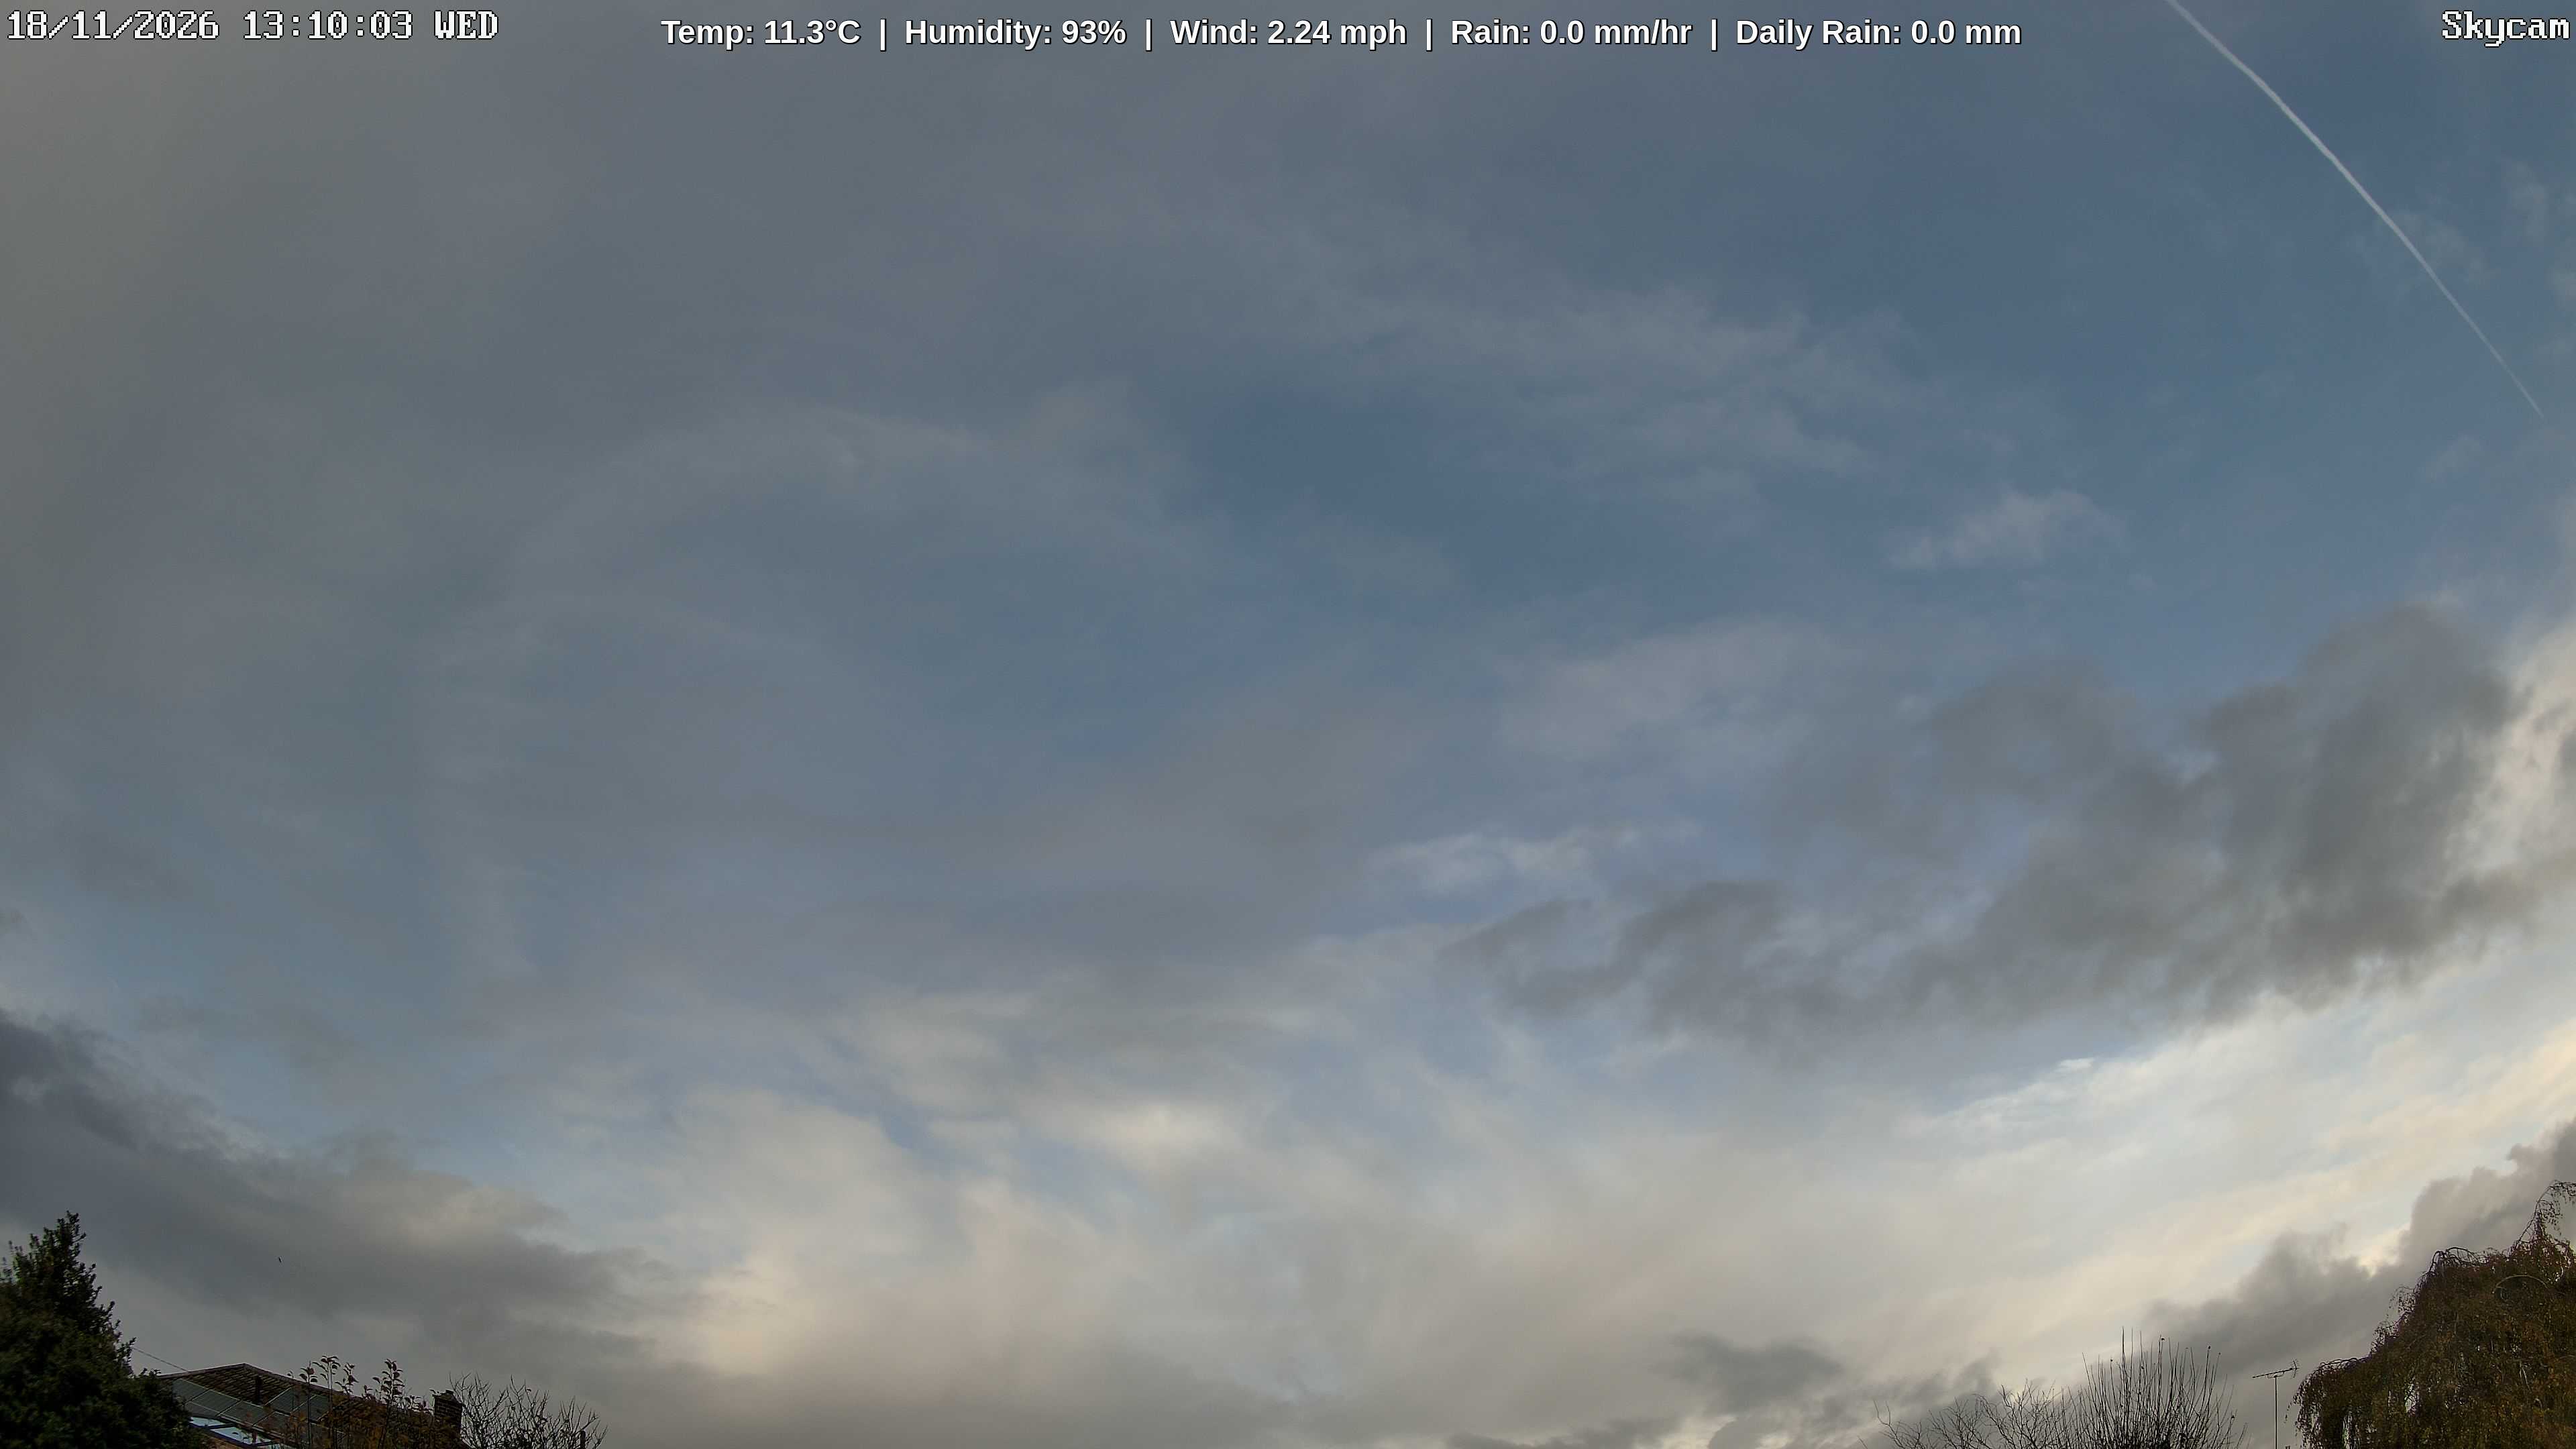 18/11/2026 13:10:03 WED
Temp: 11.3°C | Humidity: 93% | Wind: 2.24 mph | Rain: 0.0 mm/hr | Daily Rain: 0.0 mm
Skycam